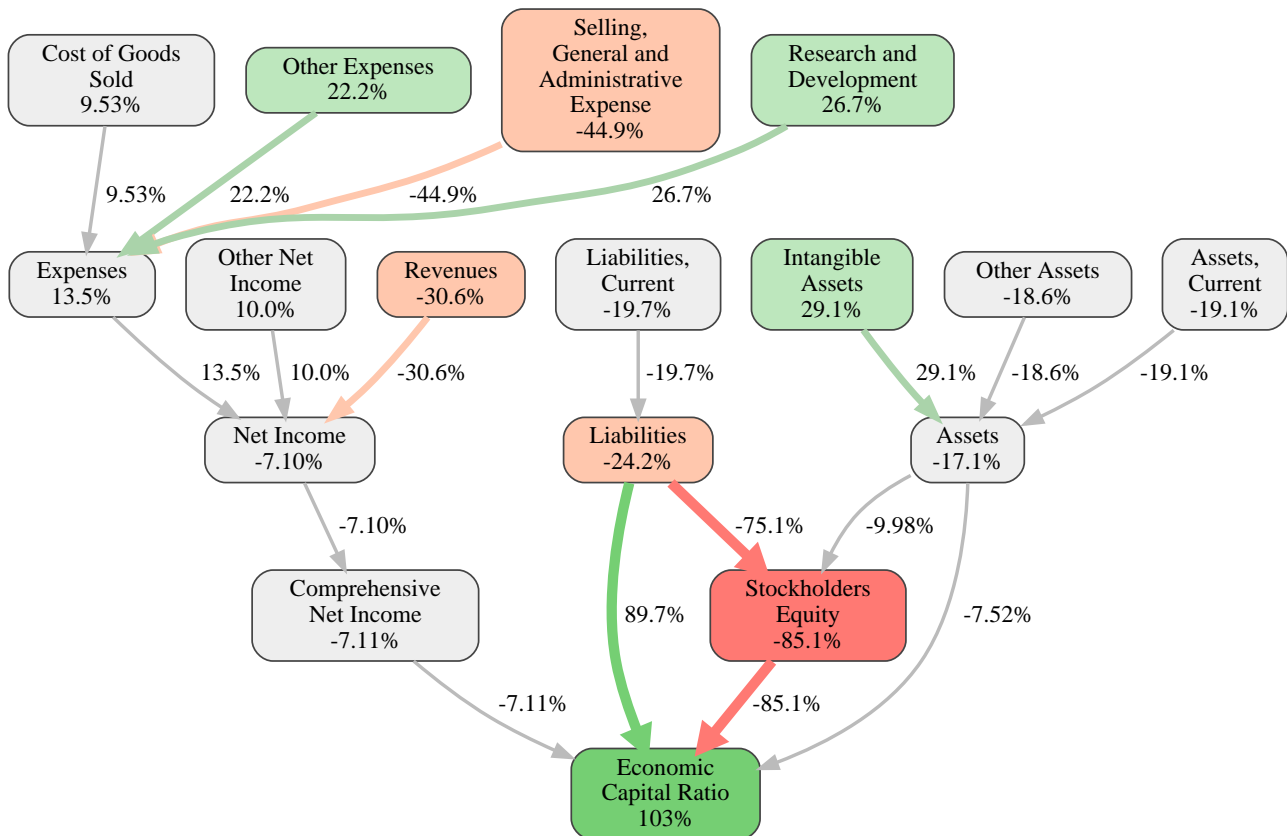 Cost of Goods
Sold
9.53%
Other Expenses
22.2%
Selling,
General and
Administrative
Expense
-44.9%
Research and
Development
26.7%
9.53%
22.2%
-44.9%
26.7%
Expenses
13.5%
Other Net
Income
10.0%
Revenues
-30.6%
Liabilities,
Current
-19.7%
Intangible
Assets
29.1%
Other Assets
-18.6%
Assets,
Current
-19.1%
13.5%
10.0%
-30.6%
-19.7%
29.1%
-18.6%
-19.1%
Net Income
-7.10%
Liabilities
-24.2%
Assets
-17.1%
-7.10%
-75.1%
-9.98%
Comprehensive
Net Income
-7.11%
89.7%
Stockholders
Equity
-85.1%
-7.52%
-7.11%
-85.1%
Economic
Capital Ratio
103%